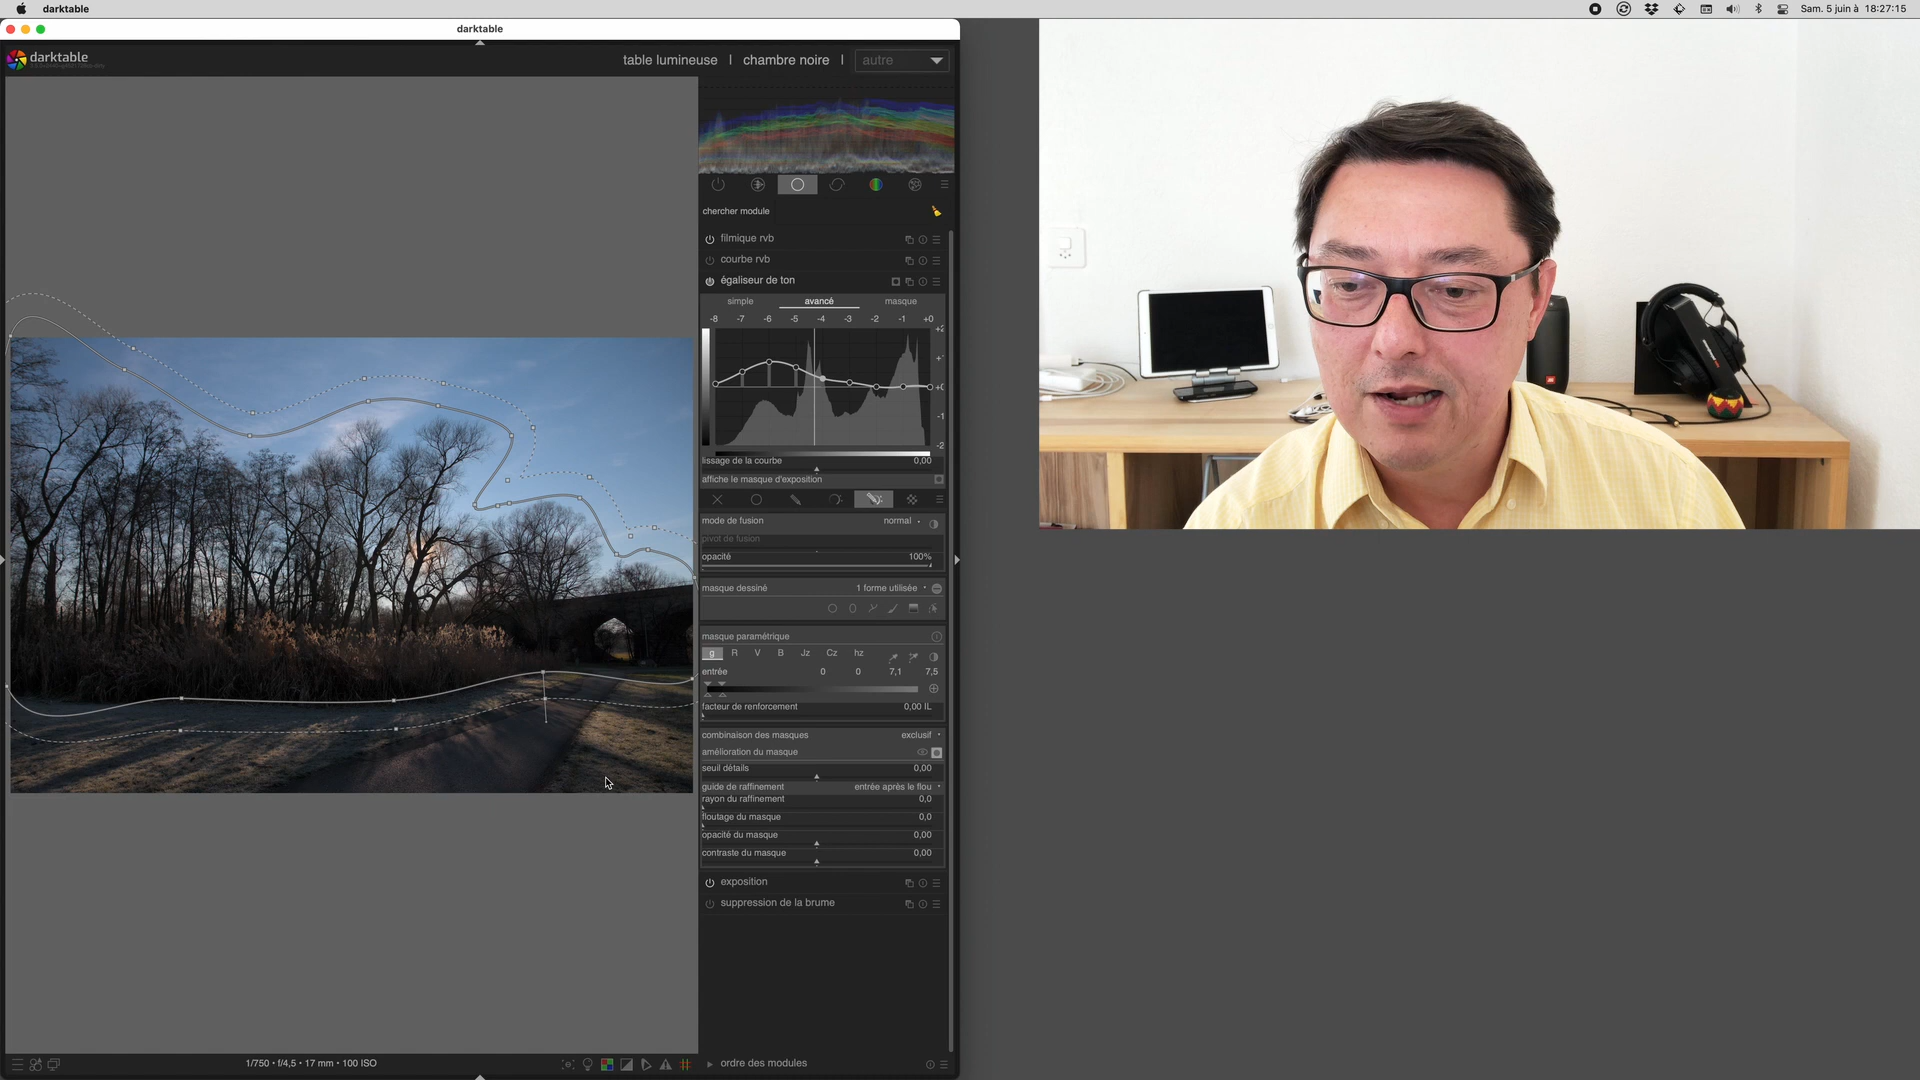 darktable
Sam. 5 juin à 18:27:15
darktable
darktable
table lumineuse | chambre noire | autre
chercher module
filmique rvb
courbe rvb
égaliseur de ton
simple avancé masque
-8 -7 -6 -5 -4 -3 -2 -1 +0
+2
+1
+0
-1
-2
lissage de la courbe 0,00
affiche le masque d'exposition
mode de fusion normal
pivot de fusion
opacité 100%
masque dessiné 1 forme utilisée
masque paramétrique
g R V B Jz Cz hz
entrée 0 0 7,1 7,5
facteur de renforcement 0,00 IL
combinaison des masques exclusif
amélioration du masque
seuil détails 0,00
guide de raffinement entrée après le flou
rayon du raffinement 0,0
floutage du masque 0,0
opacité du masque 0,00
contraste du masque 0,00
exposition
suppression de la brume
1/750 • f/4,5 • 17 mm • 100 ISO
ordre des modules
JBL